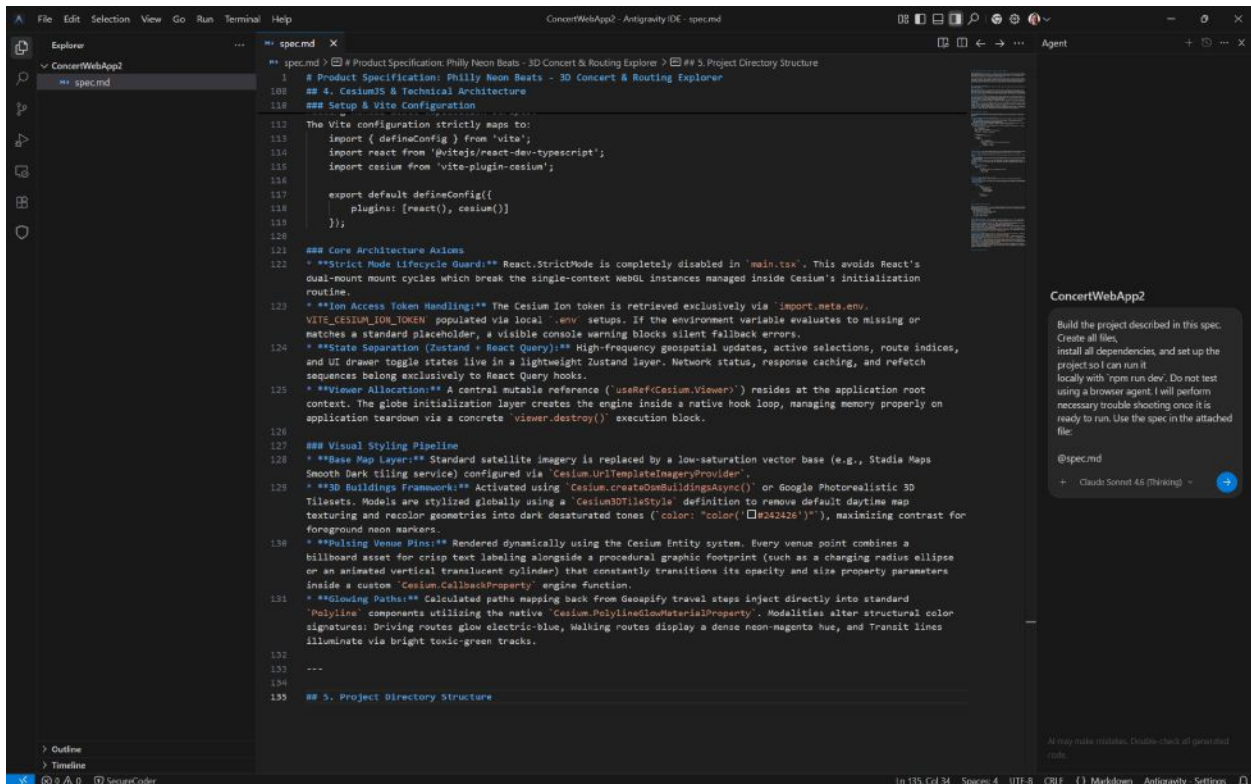 File Edit Selection View Go Run Terminal Help
ConcertWebApp2 - Antigravity IDE - spec.md
Explorer
ConcertWebApp2
spec.md
Outline
Timeline
spec.md
spec.md > # Product Specification: Philly Neon Beats - 3D Concert & Routing Explorer > ## 5. Project Directory Structure
1 # Product Specification: Philly Neon Beats - 3D Concert & Routing Explorer
108 ## 4. CesiumJS & Technical Architecture
110 ### Setup & Vite Configuration
112 The Vite configuration strictly maps to:
113 import { defineConfig } from 'vite';
114 import react from '@vitejs/react-dev-typescript';
115 import cesium from 'vite-plugin-cesium';
116
117 export default defineConfig({
118 plugins: [react(), cesium()]
119 });
120
121 ### Core Architecture Axioms
122 * **Strict Mode Lifecycle Guard:** React.StrictMode is completely disabled in `main.tsx`. This avoids React's
dual-mount mount cycles which break the single-context WebGL instances managed inside Cesium's initialization
routine.
123 * **Ion Access Token Handling:** The Cesium Ion token is retrieved exclusively via `import.meta.env.
VITE_CESIUM_ION_TOKEN` populated via local `.env` setups. If the environment variable evaluates to missing or
matches a standard placeholder, a visible console warning blocks silent fallback errors.
124 * **State Separation (Zustand + React Query):** High-frequency geospatial updates, active selections, route indices,
and UI drawer toggle states live in a lightweight Zustand layer. Network status, response caching, and refetch
sequences belong exclusively to React Query hooks.
125 * **Viewer Allocation:** A central mutable reference (`useRef<Cesium.Viewer>`) resides at the application root
context. The globe initialization layer creates the engine inside a native hook loop, managing memory properly on
application teardown via a concrete `viewer.destroy()` execution block.
126
127 ### Visual Styling Pipeline
128 * **Base Map Layer:** Standard satellite imagery is replaced by a low-saturation vector base (e.g., Stadia Maps
Smooth Dark tiling service) configured via `Cesium.UrlTemplateImageryProvider`.
129 * **3D Buildings Framework:** Activated using `Cesium.createOsmBuildingsAsync()` or Google Photorealistic 3D
Tilesets. Models are stylized globally using a `Cesium3DTileStyle` definition to remove default daytime map
texturing and recolor geometries into dark desaturated tones (`color: "color('#242426')"`), maximizing contrast for
foreground neon markers.
130 * **Pulsing Venue Pins:** Rendered dynamically using the Cesium Entity system. Every venue point combines a
billboard asset for crisp text labeling alongside a procedural graphic footprint (such as a changing radius ellipse
or an animated vertical translucent cylinder) that constantly transitions its opacity and size property parameters
inside a custom `Cesium.CallbackProperty` engine function.
131 * **Glowing Paths:** Calculated paths mapping back from Geoapify travel steps inject directly into standard
`Polyline` components utilizing the native `Cesium.PolylineGlowMaterialProperty`. Modalities alter structural color
signatures: Driving routes glow electric-blue, Walking routes display a dense neon-magenta hue, and Transit lines
illuminate via bright toxic-green tracks.
132
133 ---
134
135 ## 5. Project Directory Structure
Agent
ConcertWebApp2
Build the project described in this spec.
Create all files,
install all dependencies, and set up the
project so I can run it
locally with `npm run dev`. Do not test
using a browser agent. I will perform
necessary trouble shooting once it is
ready to run. Use the spec in the attached
file:
@spec.md
Claude Sonnet 4.6 (Thinking)
AI may make mistakes. Double-check all generated
code.
0 0 SecureCoder
Ln 135, Col 34 Spaces: 4 UTF-8 CRLF {} Markdown Antigravity - Settings